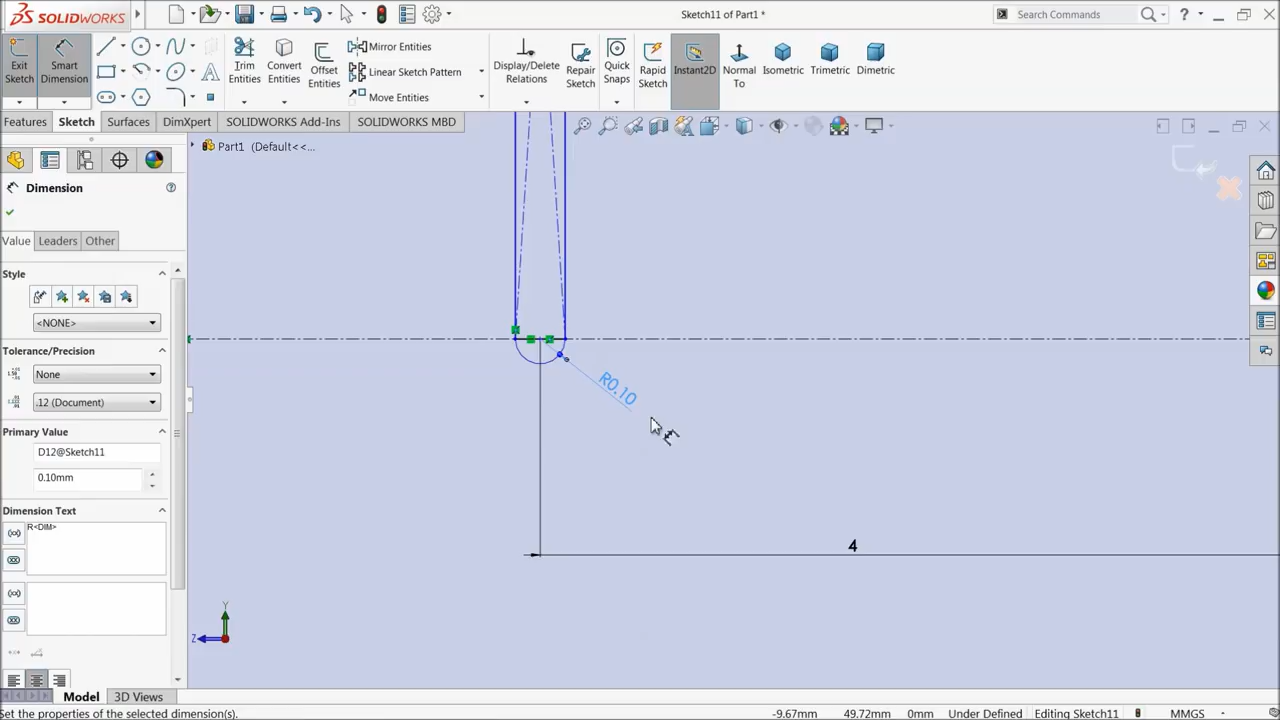 SOLIDWORKS
Sketch11 of Part1 *
Search Commands
?
Exit Sketch
Smart Dimension
Trim Entities
Convert Entities
Offset Entities
Mirror Entities
Linear Sketch Pattern
Move Entities
Display/Delete Relations
Repair Sketch
Quick Snaps
Rapid Sketch
Instant2D
Normal To
Isometric
Trimetric
Dimetric
Features
Sketch
Surfaces
DimXpert
SOLIDWORKS Add-Ins
SOLIDWORKS MBD
Part1 (Default<<...
Dimension
Value
Leaders
Other
Style
<NONE>
Tolerance/Precision
None
.12 (Document)
Primary Value
D12@Sketch11
0.10mm
Dimension Text
R<DIM>
R0.10
4
Y
Z
Model
3D Views
Set the properties of the selected dimension(s).
-9.67mm
49.72mm
0mm
Under Defined
Editing Sketch11
MMGS